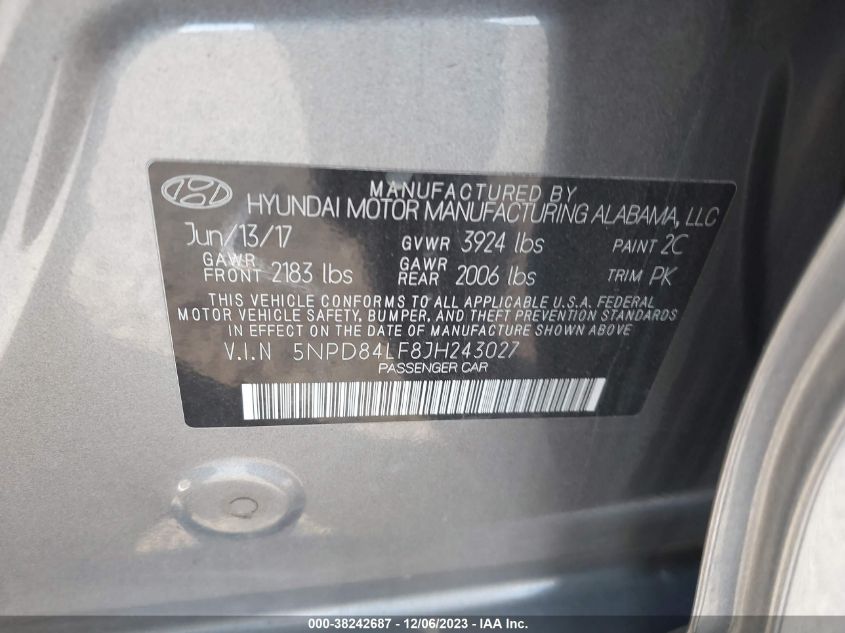 MANUFACTURED BY
HYUNDAI MOTOR MANUFACTURING ALABAMA, LLC
Jun/13/17 GVWR 3924 lbs PAINT 2C
GAWR FRONT 2183 lbs GAWR REAR 2006 lbs TRIM PK
THIS VEHICLE CONFORMS TO ALL APPLICABLE U.S.A. FEDERAL
MOTOR VEHICLE SAFETY, BUMPER, AND THEFT PREVENTION STANDARDS
IN EFFECT ON THE DATE OF MANUFACTURE SHOWN ABOVE.
V.I.N 5NPD84LF8JH243027
PASSENGER CAR
000-38242687 - 12/06/2023 - IAA Inc.